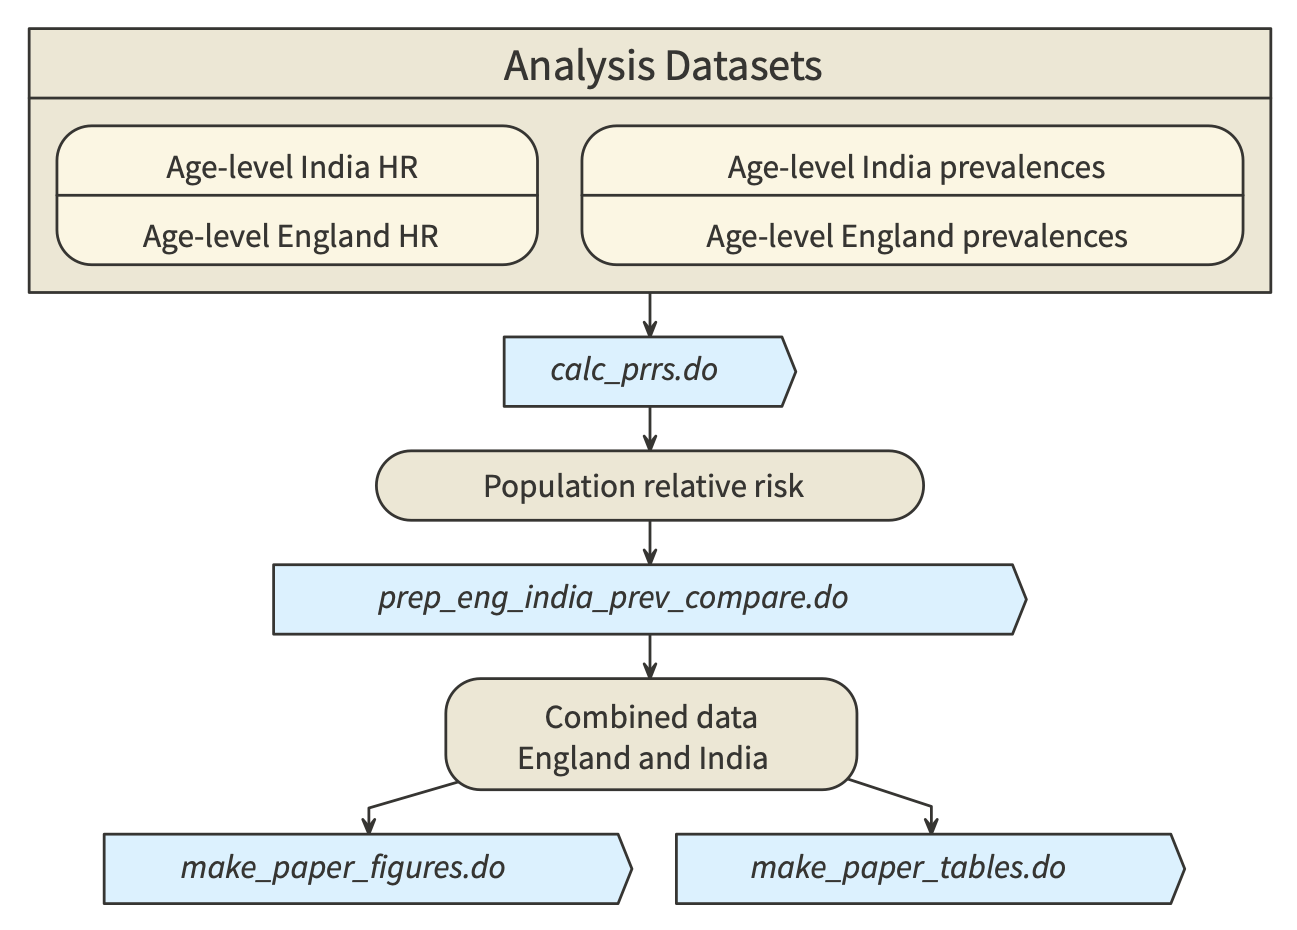 Analysis Datasets
Age-level India HR
Age-level England HR
Age-level India prevalences
Age-level England prevalences
calc_prrs.do
Population relative risk
prep_eng_india_prev_compare.do
Combined data
England and India
make_paper_figures.do
make_paper_tables.do